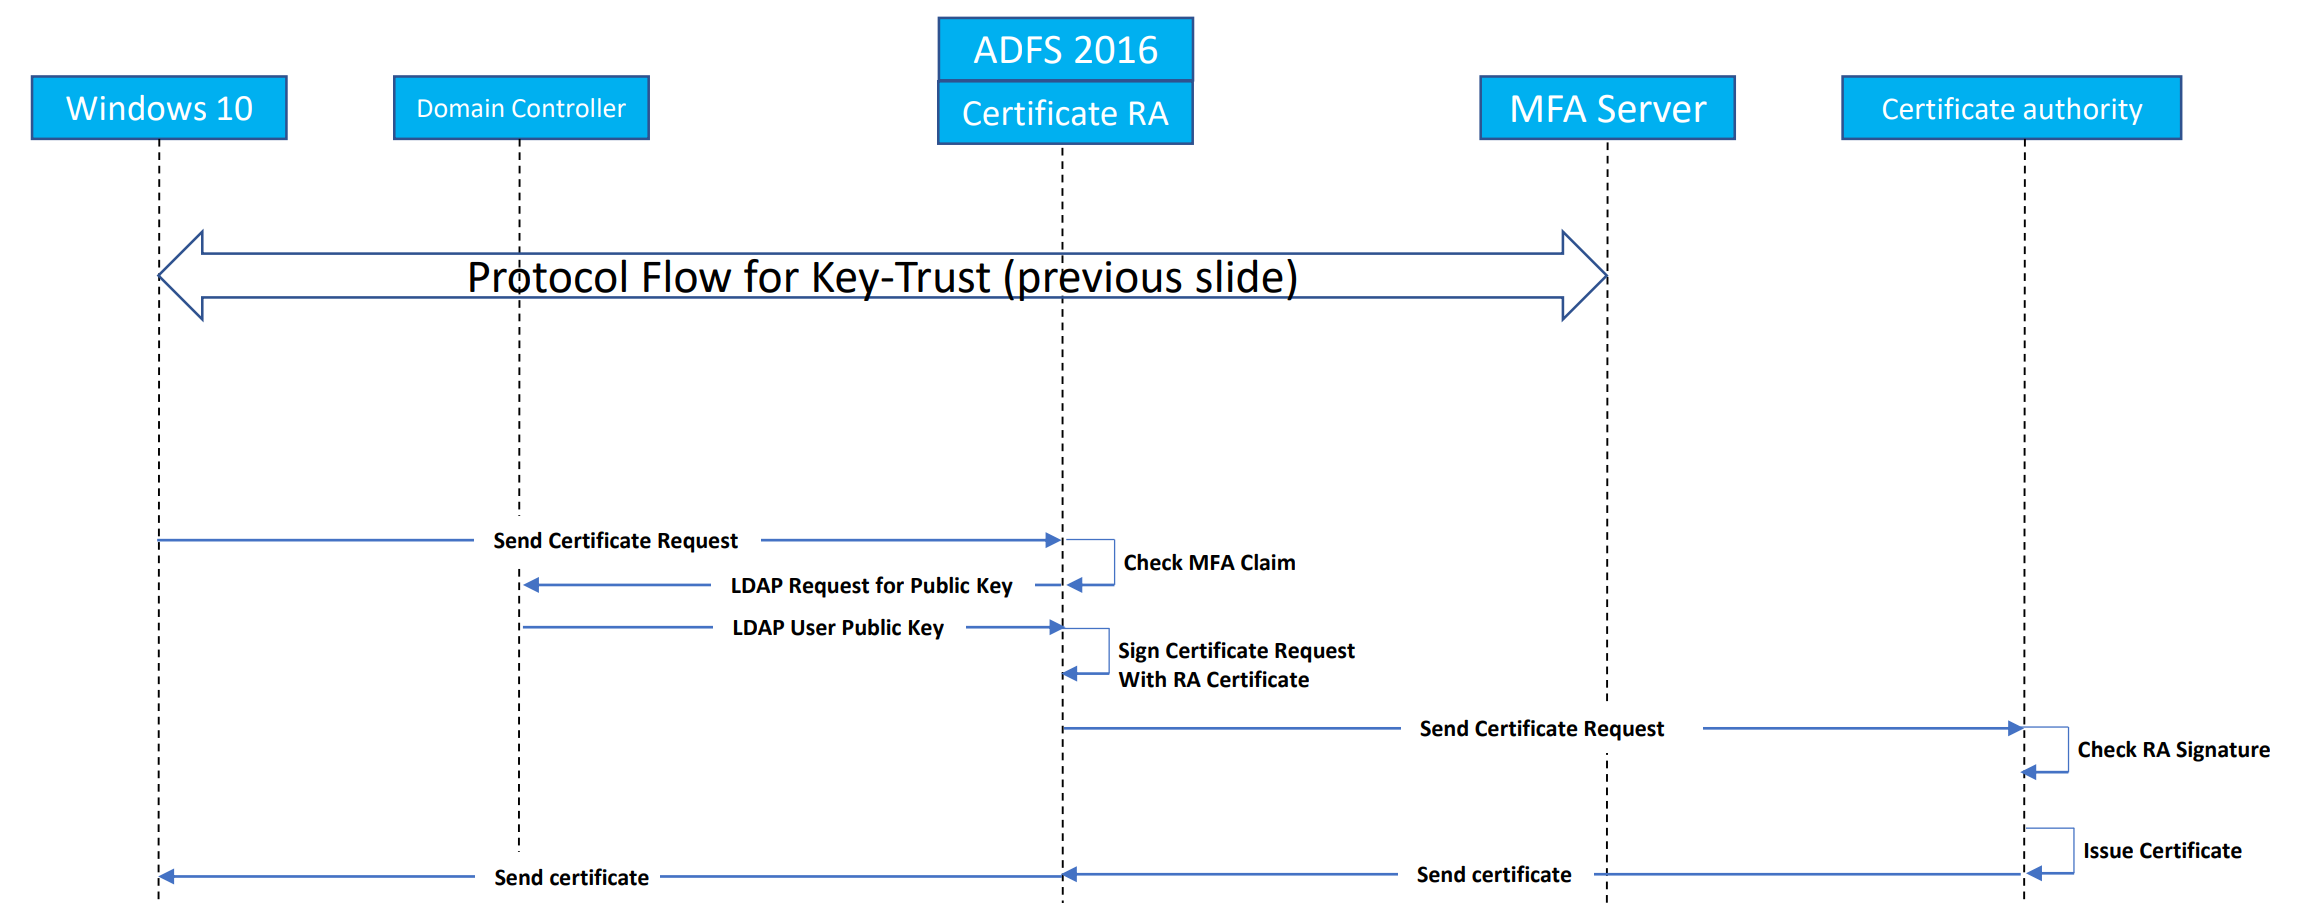 ADFS 2016
Windows 10
Domain Controller
Certificate RA
MFA Server
Certificate authority
Protocol Flow for Key-Trust (previous slide)
Send Certificate Request
Check MFA Claim
LDAP Request for Public Key
LDAP User Public Key
Sign Certificate Request
With RA Certificate
Send Certificate Request
Check RA Signature
Issue Certificate
Send certificate
Send certificate